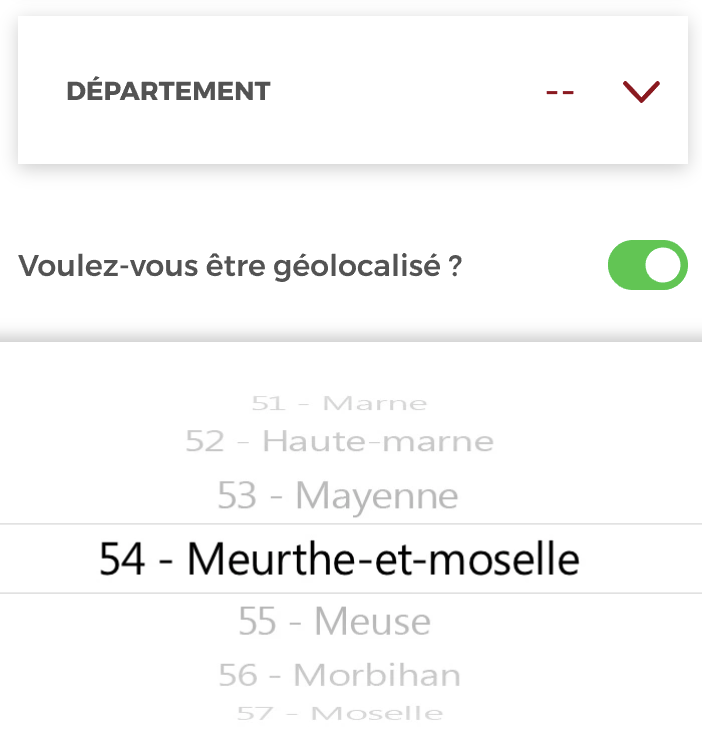 DÉPARTEMENT --
Voulez-vous être géolocalisé ?
51 - Marne
52 - Haute-marne
53 - Mayenne
54 - Meurthe-et-moselle
55 - Meuse
56 - Morbihan
57 - Moselle